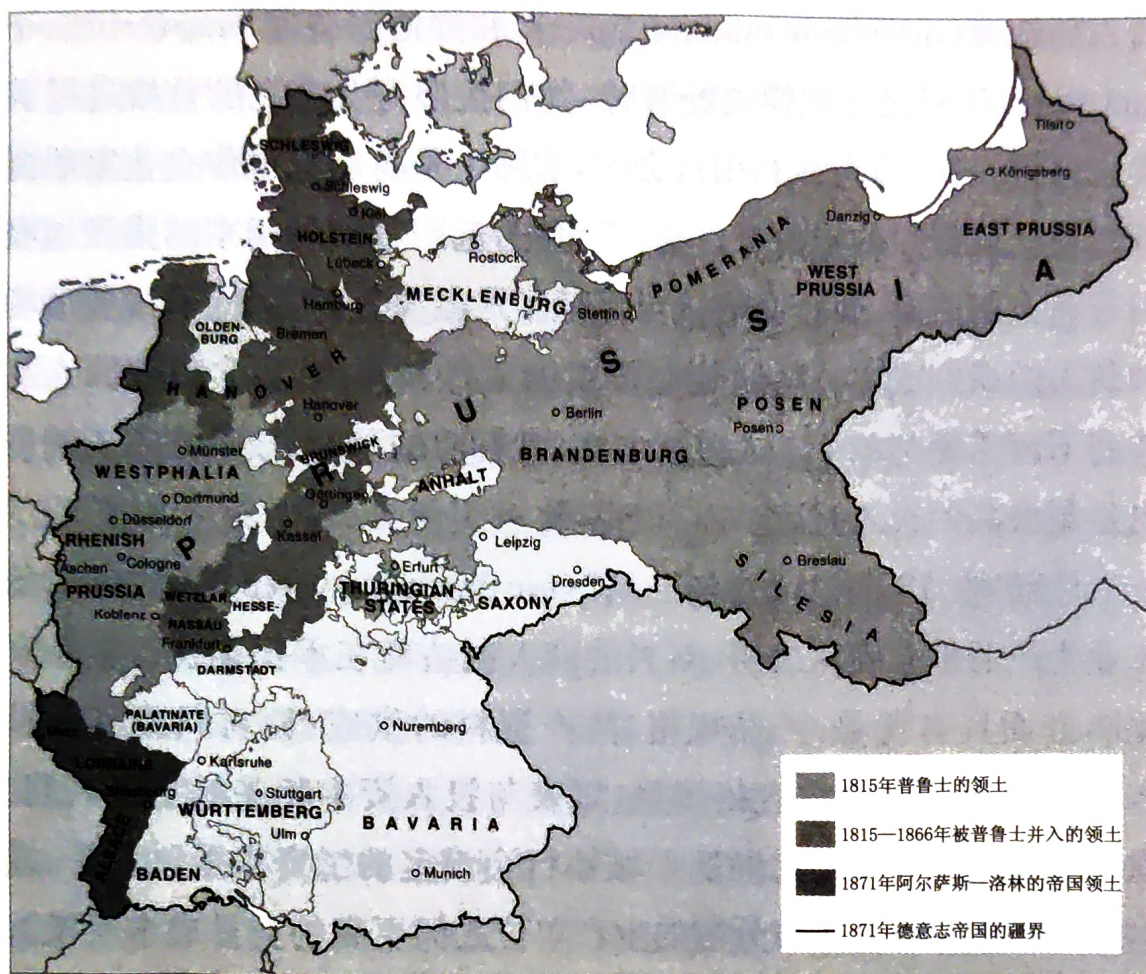 Tilsit
SCHLESWIG
Königsberg
Schleswig
Kiel
Danzig
EAST PRUSSIA
HOLSTEIN
Rostock
POMERANIA
Lübeck
WEST
PRUSSIA
MECKLENBURG
Hamburg
Stettin
OLDEN-
BURG
Bremen
HANOVER
Hanover
Berlin
POSEN
Posen
PRUSSIA
Münster
BRUNSWICK
BRANDENBURG
WESTPHALIA
ANHALT
Göttingen
Dortmund
Düsseldorf
Kassel
Leipzig
RHENISH
PRUSSIA
Cologne
Aachen
Erfurt
Dresden
Breslau
SILESIA
THURINGIAN
STATES
SAXONY
WETZLAR
HESSE-
DARMSTADT
Koblenz
NASSAU
Frankfurt
PALATINATE
(BAVARIA)
Nuremberg
Metz
LORRAINE
Karlsruhe
Strasbourg
Stuttgart
WÜRTTEMBERG
BAVARIA
Ulm
ALSACE
BADEN
Munich
1815年普鲁士的领土
1815—1866年被普鲁士并入的领土
1871年阿尔萨斯—洛林的帝国领土
1871年德意志帝国的疆界